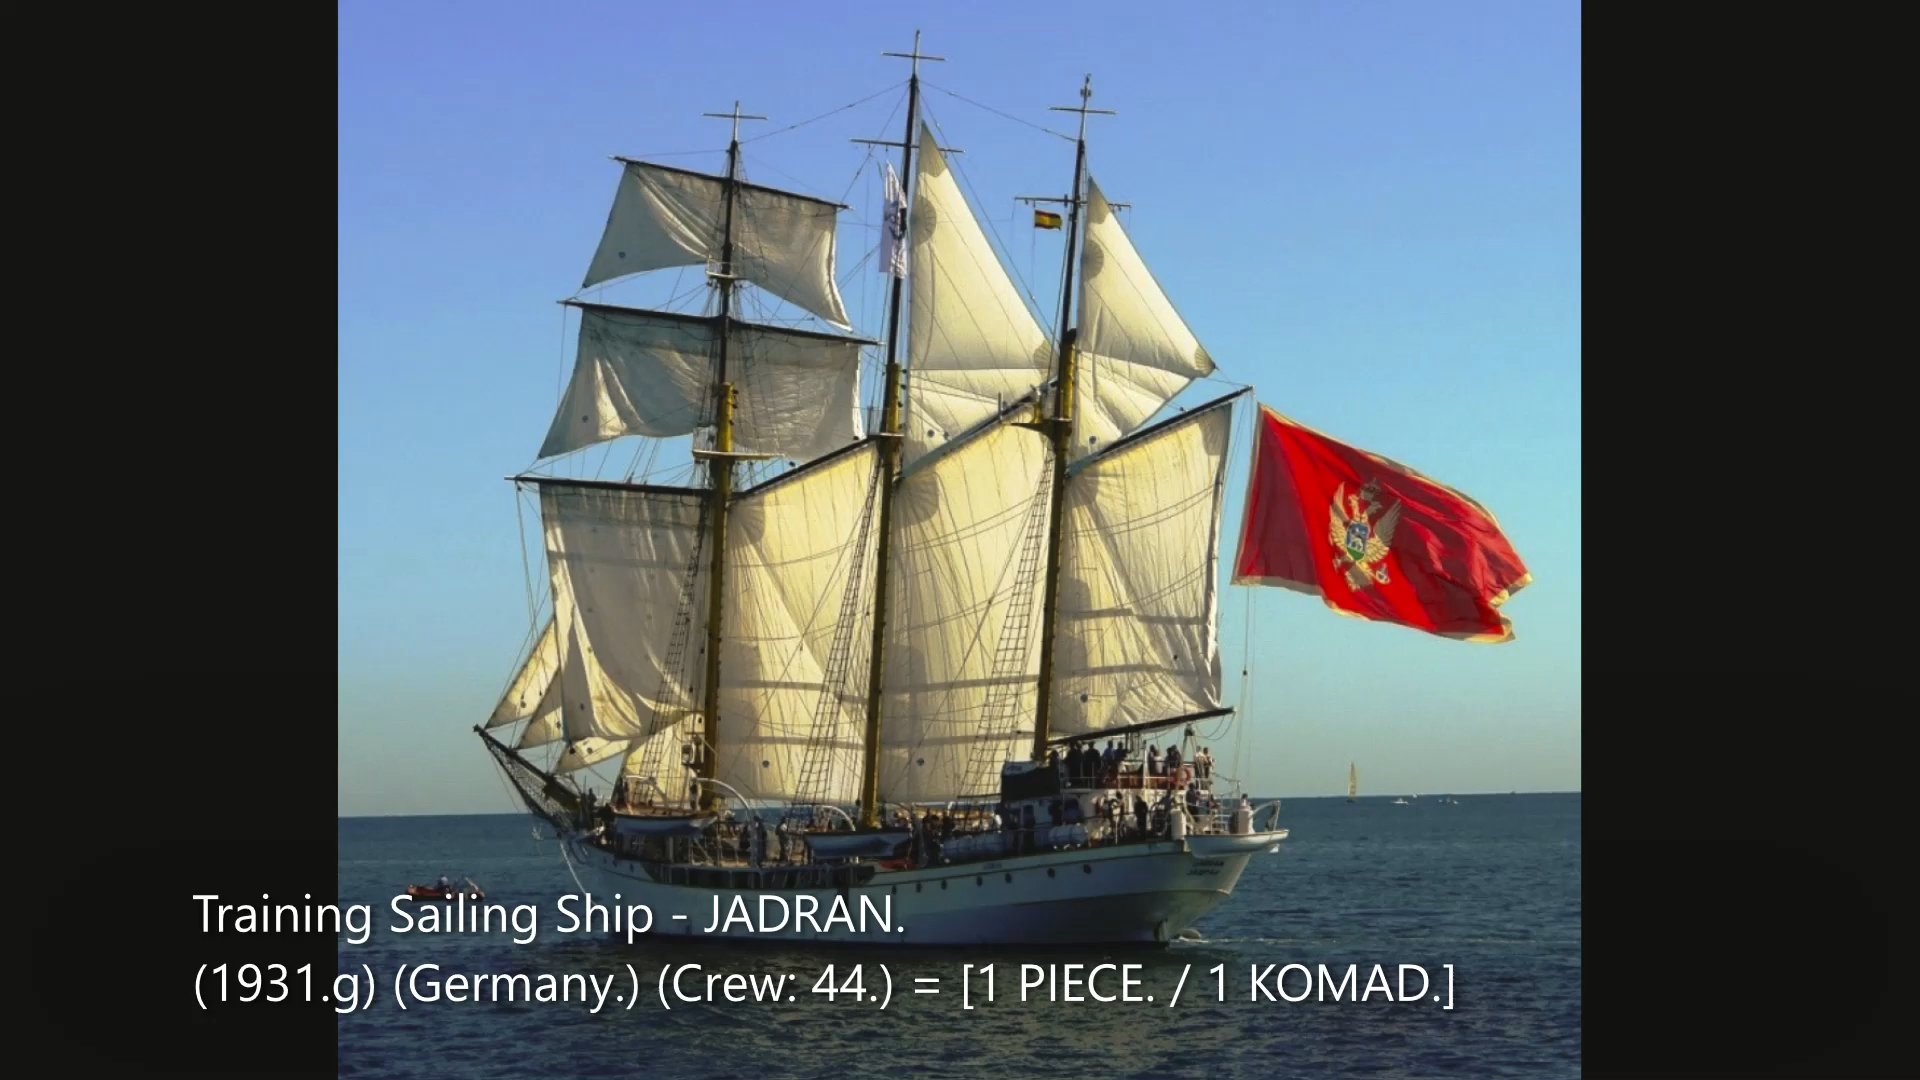 Training Sailing Ship - JADRAN.
(1931.g) (Germany.) (Crew: 44.) = [1 PIECE. / 1 KOMAD.]